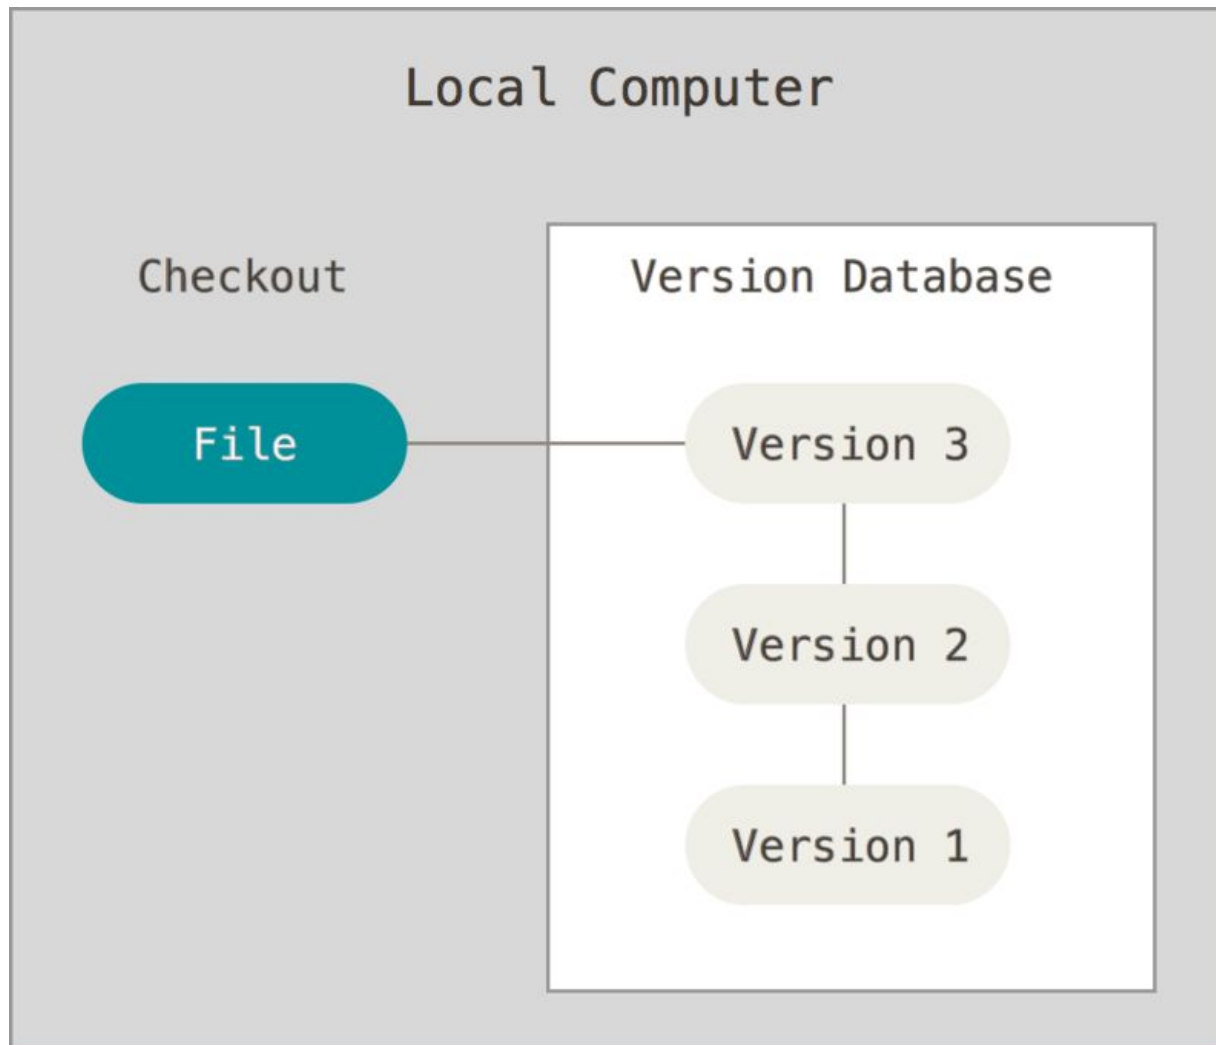 Local Computer
Checkout
Version Database
File
Version 3
Version 2
Version 1